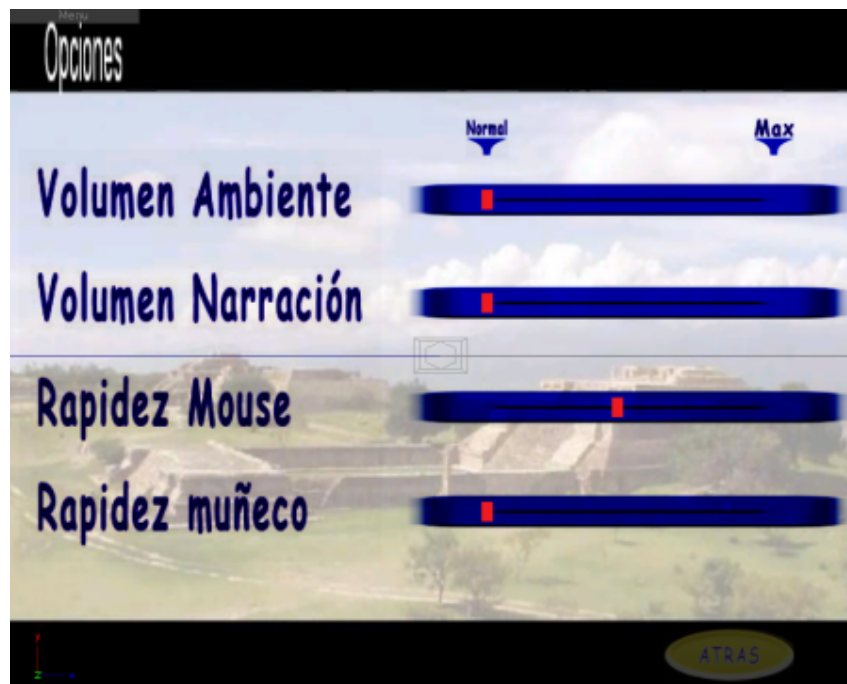 Menu
Opciones
Normal Max
Volumen Ambiente
Volumen Narración
Rapidez Mouse
Rapidez muñeco
ATRAS